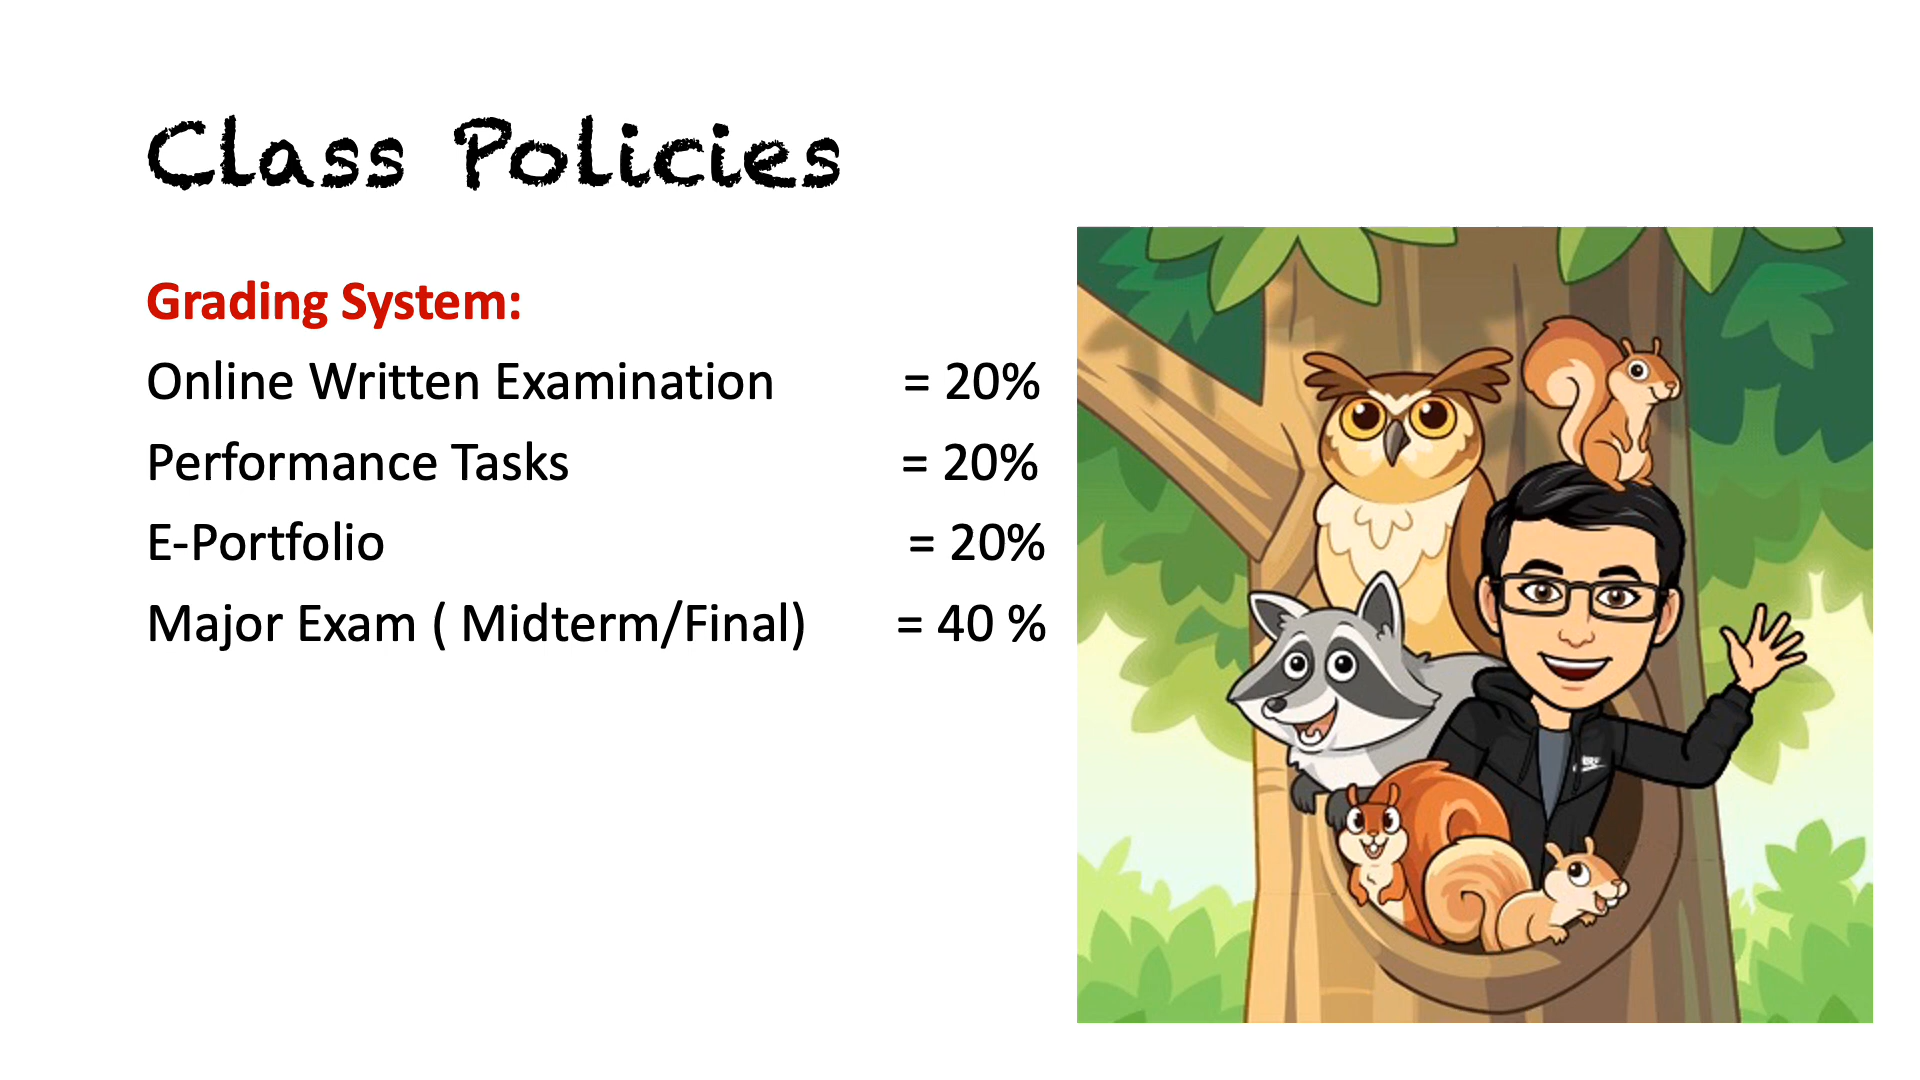 Class Policies
Grading System:
Online Written Examination = 20%
Performance Tasks = 20%
E-Portfolio = 20%
Major Exam ( Midterm/Final) = 40 %